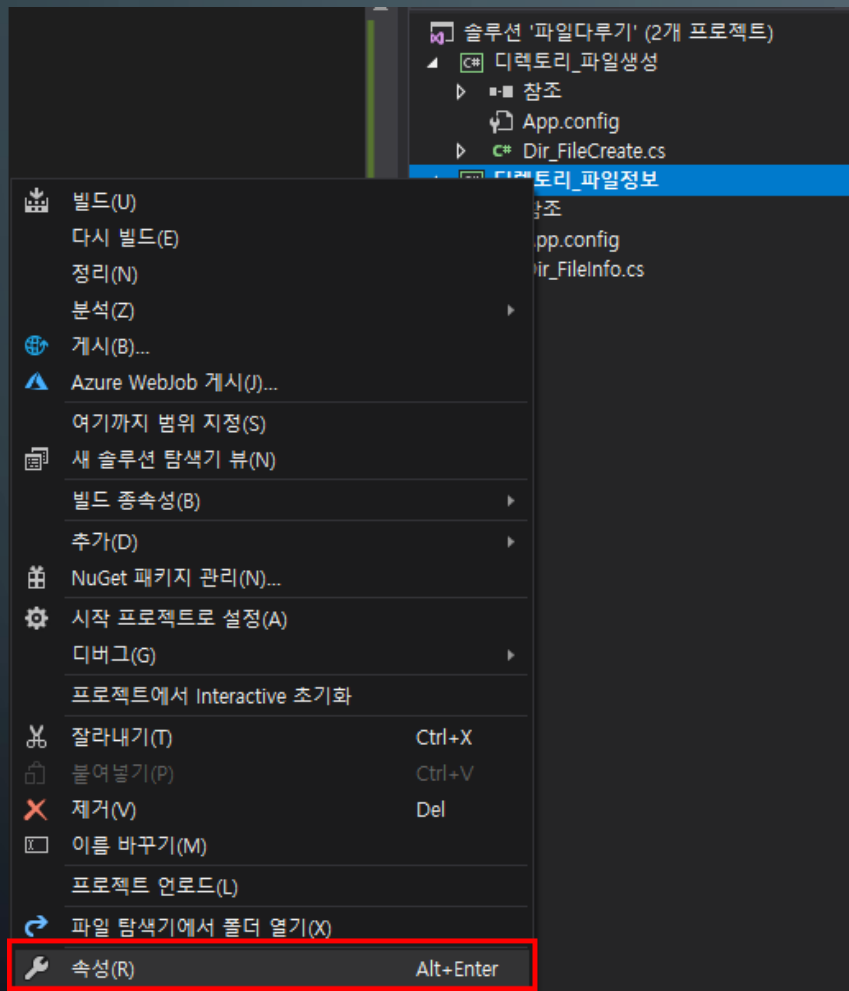 솔루션 '파일다루기' (2개 프로젝트)
C# 디렉토리_파일생성
참조
App.config
C# Dir_FileCreate.cs
디렉토리_파일정보
참조
pp.config
ir_FileInfo.cs
빌드(U)
다시 빌드(E)
정리(N)
분석(Z)
게시(B)...
Azure WebJob 게시(J)...
여기까지 범위 지정(S)
새 솔루션 탐색기 뷰(N)
빌드 종속성(B)
추가(D)
NuGet 패키지 관리(N)...
시작 프로젝트로 설정(A)
디버그(G)
프로젝트에서 Interactive 초기화
잘라내기(T) Ctrl+X
붙여넣기(P) Ctrl+V
제거(V) Del
이름 바꾸기(M)
프로젝트 언로드(L)
파일 탐색기에서 폴더 열기(X)
속성(R) Alt+Enter